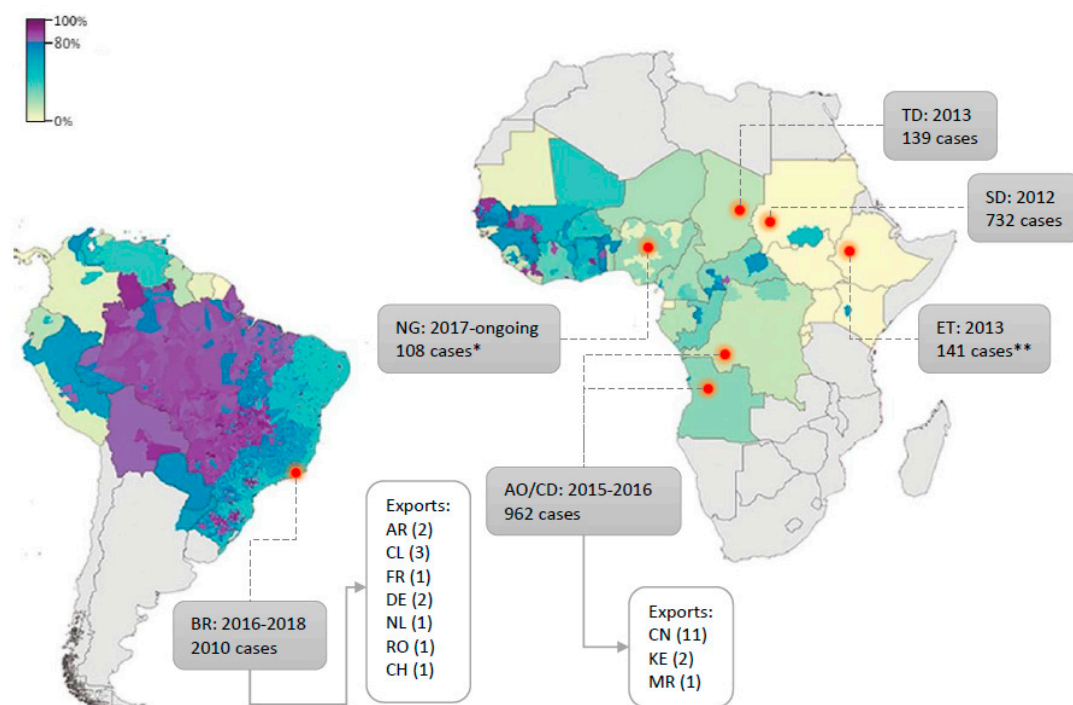 100%
80%
0%
TD: 2013
139 cases
SD: 2012
732 cases
NG: 2017-ongoing
108 cases*
ET: 2013
141 cases**
AO/CD: 2015-2016
962 cases
Exports:
AR (2)
CL (3)
FR (1)
DE (2)
NL (1)
RO (1)
CH (1)
BR: 2016-2018
2010 cases
Exports:
CN (11)
KE (2)
MR (1)